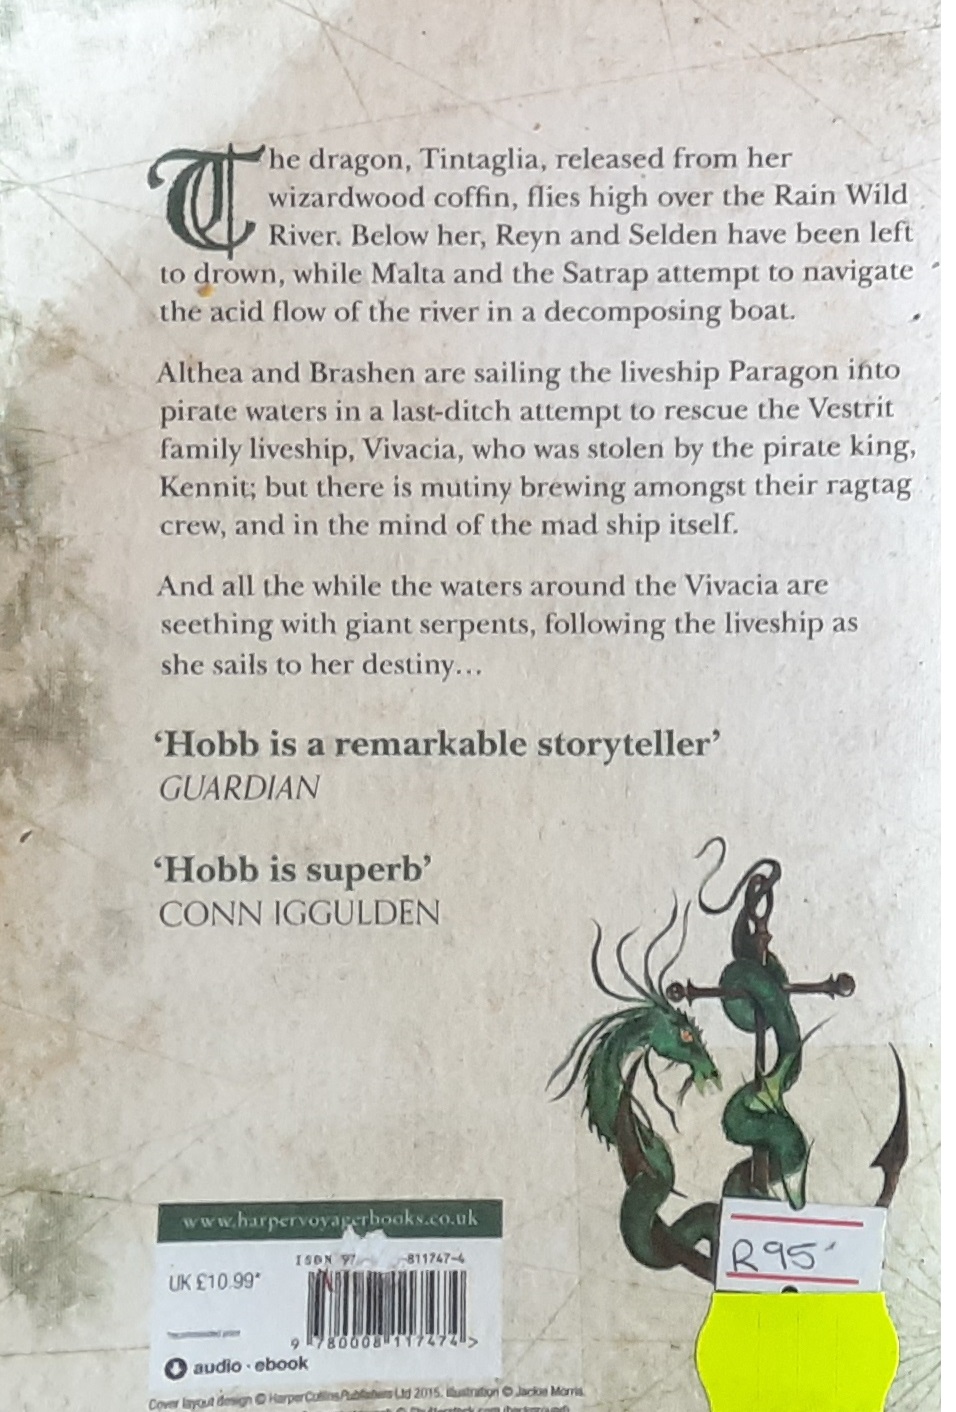 The dragon, Tintaglia, released from her
wizardwood coffin, flies high over the Rain Wild
River. Below her, Reyn and Selden have been left
to drown, while Malta and the Satrap attempt to navigate
the acid flow of the river in a decomposing boat.
Althea and Brashen are sailing the liveship Paragon into
pirate waters in a last-ditch attempt to rescue the Vestrit
family liveship, Vivacia, who was stolen by the pirate king,
Kennit; but there is mutiny brewing amongst their ragtag
crew, and in the mind of the mad ship itself.
And all the while the waters around the Vivacia are
seething with giant serpents, following the liveship as
she sails to her destiny...
‘Hobb is a remarkable storyteller’
GUARDIAN
‘Hobb is superb’
CONN IGGULDEN
www.harpervoyagerbooks.co.uk
ISBN 97 -811747-4
UK £10.99*
9 780008 117474 >
audio · ebook
R95
Cover layout design © HarperCollinsPublishers Ltd 2015. Illustration © Jackie Morris.
© Shutterstock.com (background)